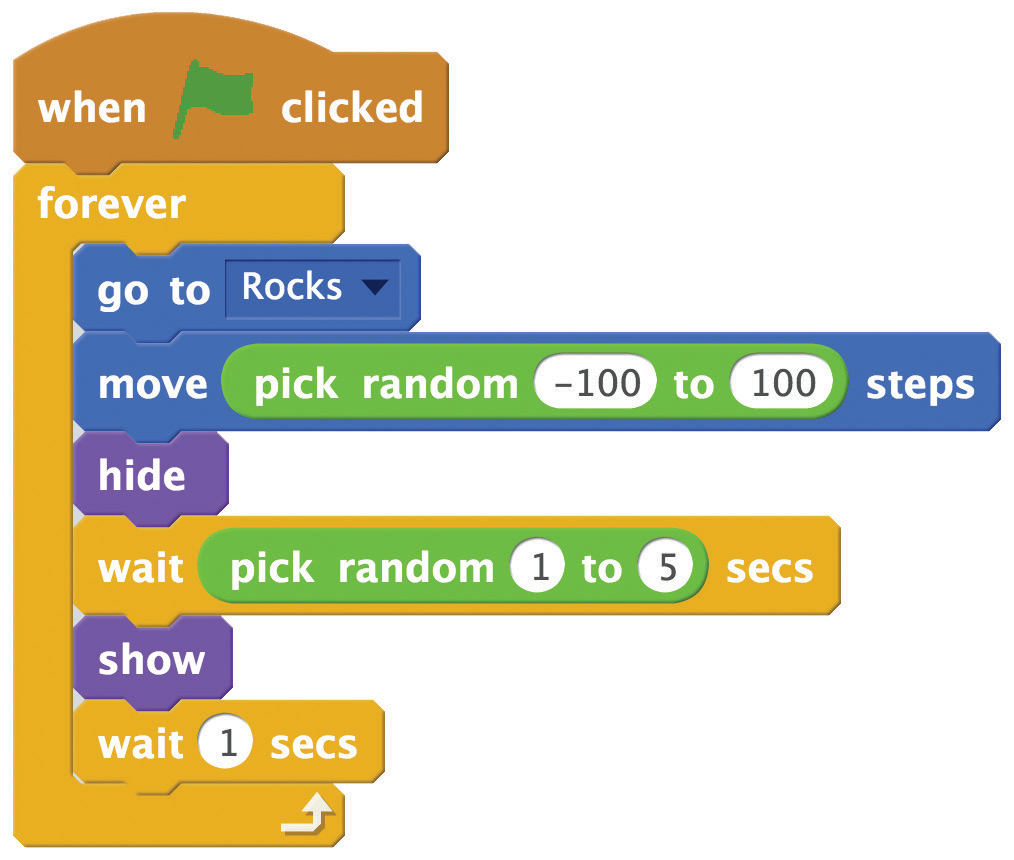 when clicked
forever
go to Rocks
move pick random -100 to 100 steps
hide
wait pick random 1 to 5 secs
show
wait 1 secs